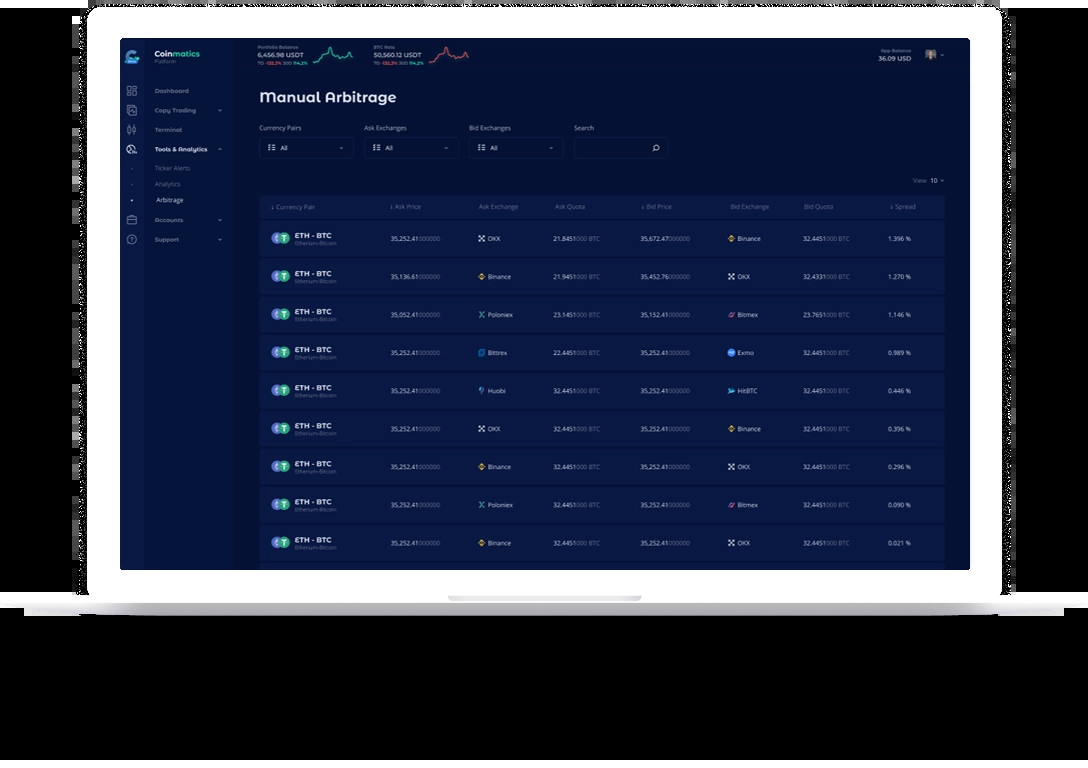 Coinmatics
Platform
Portfolio Balance
6,456.98 USDT
BTC Rate
50,560.12 USDT
App Balance
36.09 USD
Dashboard
Copy Trading
Terminal
Tools & Analytics
Ticker Alerts
Analytics
Arbitrage
Accounts
Support
Manual Arbitrage
Currency Pairs Ask Exchanges Bid Exchanges Search
All All All
View 10
Currency Pair Ask Price Ask Exchange Ask Quota Bid Price Bid Exchange Bid Quota Spread
ETH - BTC 35,252.41000000 OKX 21.8451000 BTC 35,672.47000000 Binance 32.4451000 BTC 1.396 %
Etherium-Bitcoin
ETH - BTC 35,136.61000000 Binance 21.9451000 BTC 35,452.76000000 OKX 32.4331000 BTC 1.270 %
Etherium-Bitcoin
ETH - BTC 35,052.41000000 Poloniex 23.1451000 BTC 35,152.41000000 Bitmex 23.7651000 BTC 1.146 %
Etherium-Bitcoin
ETH - BTC 35,252.41000000 Bittrex 22.4451000 BTC 35,252.41000000 Exmo 32.4451000 BTC 0.989 %
Etherium-Bitcoin
ETH - BTC 35,252.41000000 Huobi 32.4451000 BTC 35,252.41000000 HitBTC 32.4451000 BTC 0.446 %
Etherium-Bitcoin
ETH - BTC 35,252.41000000 OKX 32.4451000 BTC 35,252.41000000 Binance 32.4451000 BTC 0.396 %
Etherium-Bitcoin
ETH - BTC 35,252.41000000 Binance 32.4451000 BTC 35,252.41000000 OKX 32.4451000 BTC 0.296 %
Etherium-Bitcoin
ETH - BTC 35,252.41000000 Poloniex 32.4451000 BTC 35,252.41000000 Bitmex 32.4451000 BTC 0.090 %
Etherium-Bitcoin
ETH - BTC 35,252.41000000 Binance 32.4451000 BTC 35,252.41000000 OKX 32.4451000 BTC 0.021 %
Etherium-Bitcoin